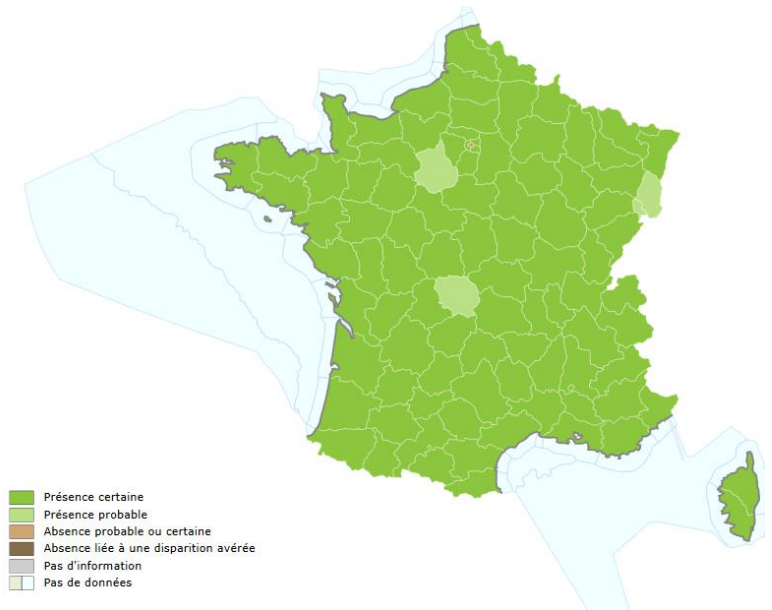 Présence certaine
Présence probable
Absence probable ou certaine
Absence liée à une disparition avérée
Pas d'information
Pas de données